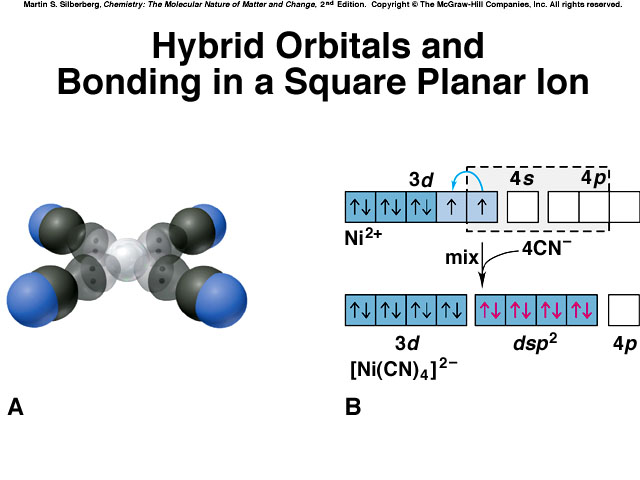 Martin S. Silberberg, Chemistry: The Molecular Nature of Matter and Change, 2nd Edition. Copyright © The McGraw-Hill Companies, Inc. All rights reserved.
Hybrid Orbitals and
Bonding in a Square Planar Ion
3d 4s 4p
↑↓ ↑↓ ↑↓ ↑ ↑
Ni²⁺
mix 4CN⁻
↑↓ ↑↓ ↑↓ ↑↓ ↑↓ ↑↓ ↑↓ ↑↓
3d dsp² 4p
[Ni(CN)₄]²⁻
A B